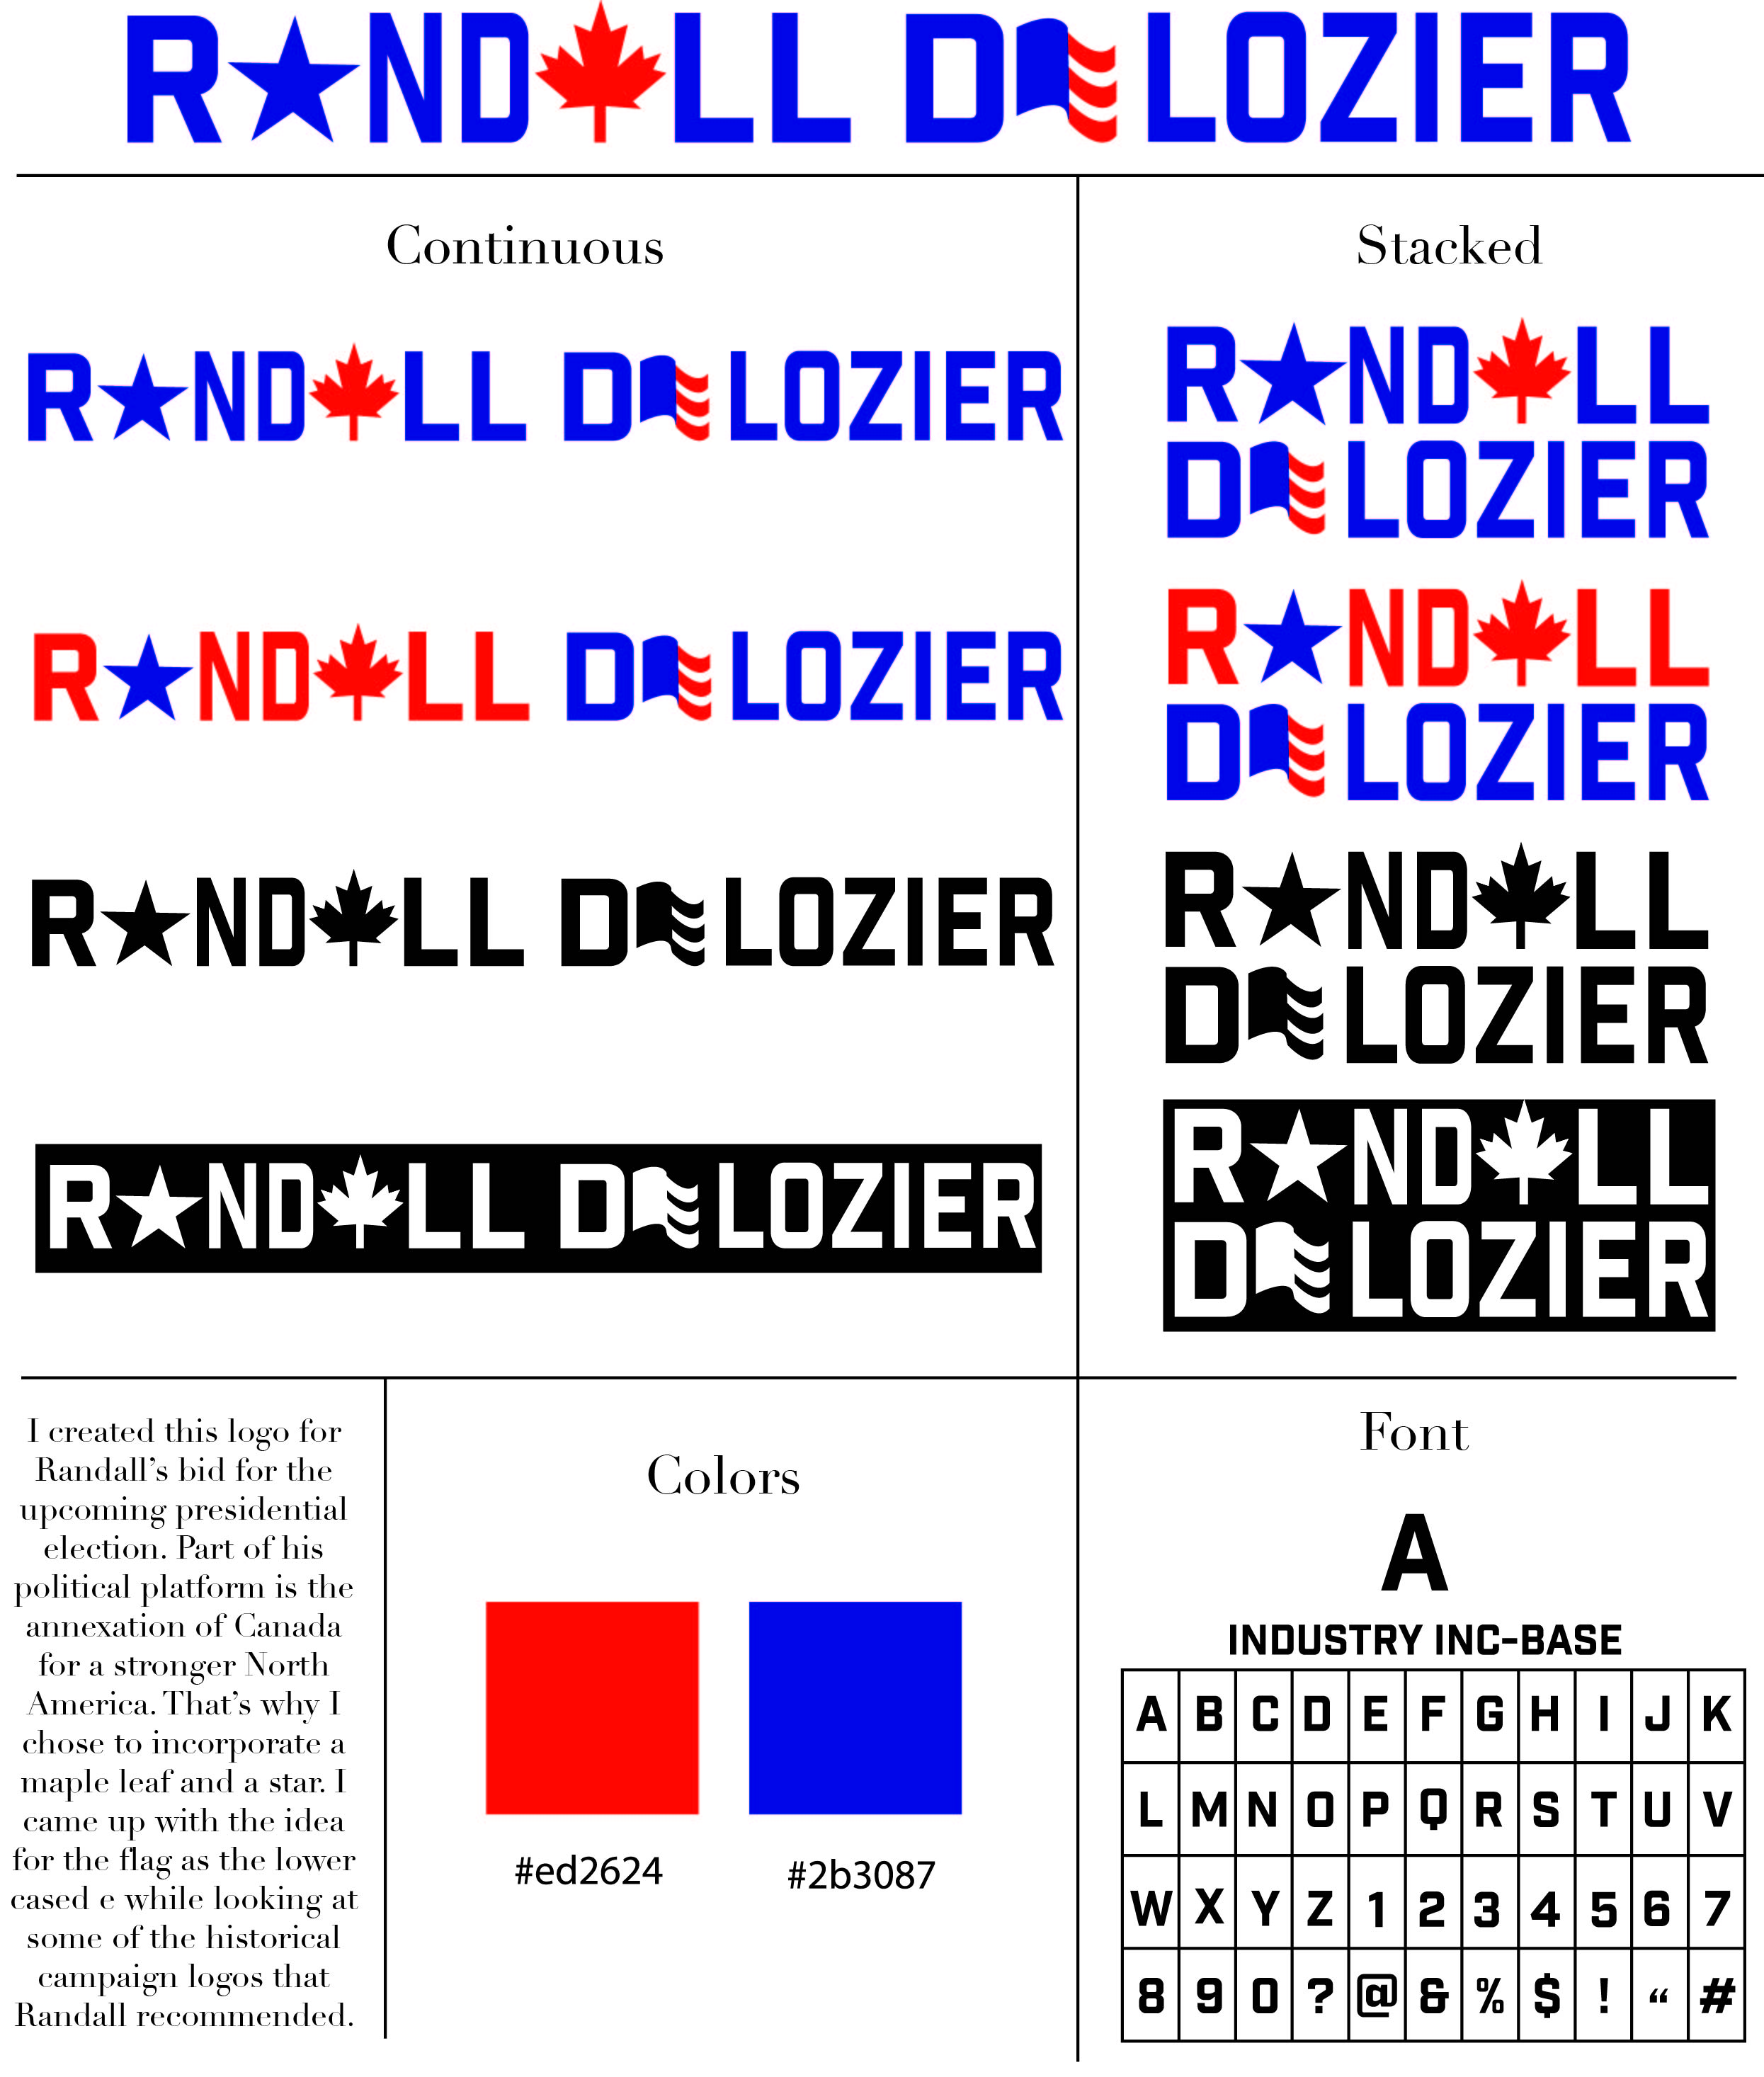 RANDALL DELOZIER
Continuous
RANDALL DELOZIER
RANDALL DELOZIER
RANDALL DELOZIER
RANDALL DELOZIER
Stacked
RANDALL
DELOZIER
RANDALL
DELOZIER
RANDALL
DELOZIER
RANDALL
DELOZIER
I created this logo for
Randall’s bid for the
upcoming presidential
election. Part of his
political platform is the
annexation of Canada
for a stronger North
America. That’s why I
chose to incorporate a
maple leaf and a star. I
came up with the idea
for the flag as the lower
cased e while looking at
some of the historical
campaign logos that
Randall recommended.
Colors
#ed2624 #2b3087
Font
A
INDUSTRY INC-BASE
A B C D E F G H I J K
L M N O P Q R S T U V
W X Y Z 1 2 3 4 5 6 7
8 9 0 ? @ & % $ ! “ #